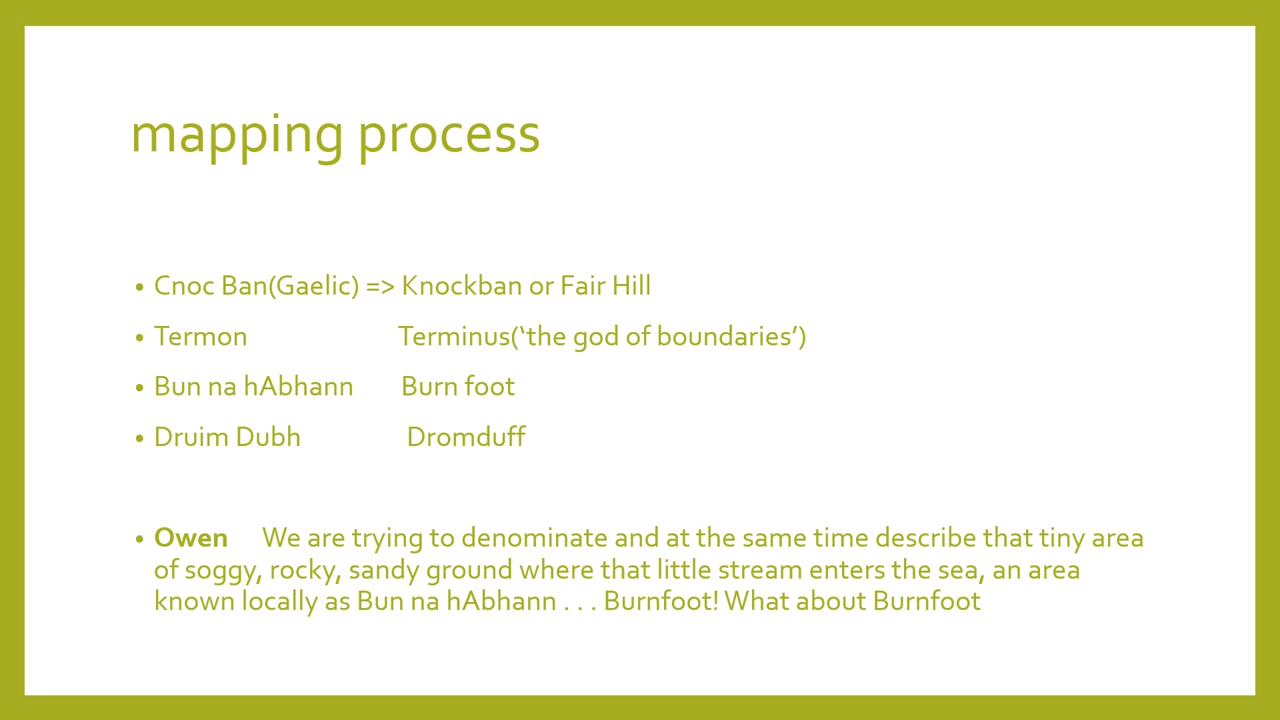 mapping process
• Cnoc Ban(Gaelic) => Knockban or Fair Hill
• Termon Terminus(‘the god of boundaries’)
• Bun na hAbhann Burn foot
• Druim Dubh Dromduff
• Owen We are trying to denominate and at the same time describe that tiny area
of soggy, rocky, sandy ground where that little stream enters the sea, an area
known locally as Bun na hAbhann . . . Burnfoot! What about Burnfoot